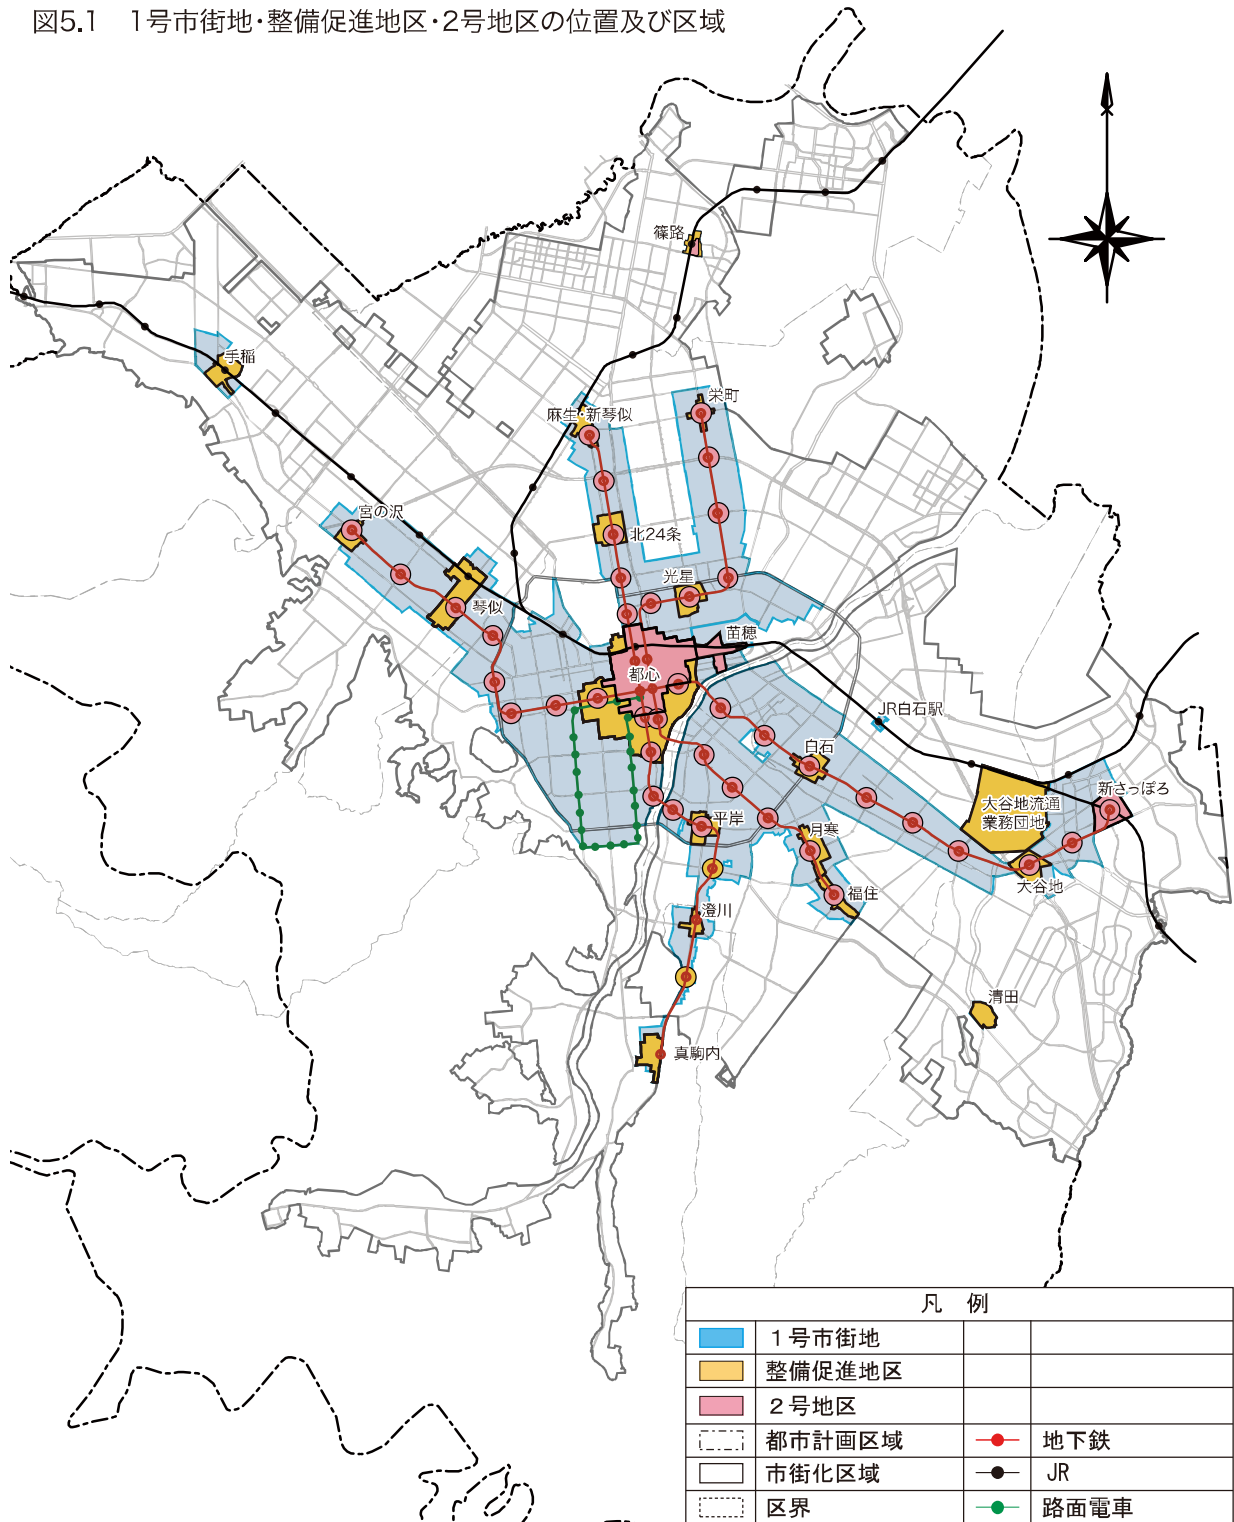 図5.1　1号市街地・整備促進地区・2号地区の位置及び区域
篠路
手稲
栄町
麻生・新琴似
宮の沢
北24条
光星
琴似
苗穂
都心
JR白石駅
白石
新さっぽろ
大谷地流通
業務団地
平岸
月寒
大谷地
福住
澄川
清田
真駒内
凡　例
1号市街地
整備促進地区
2号地区
都市計画区域
地下鉄
市街化区域
JR
区界
路面電車